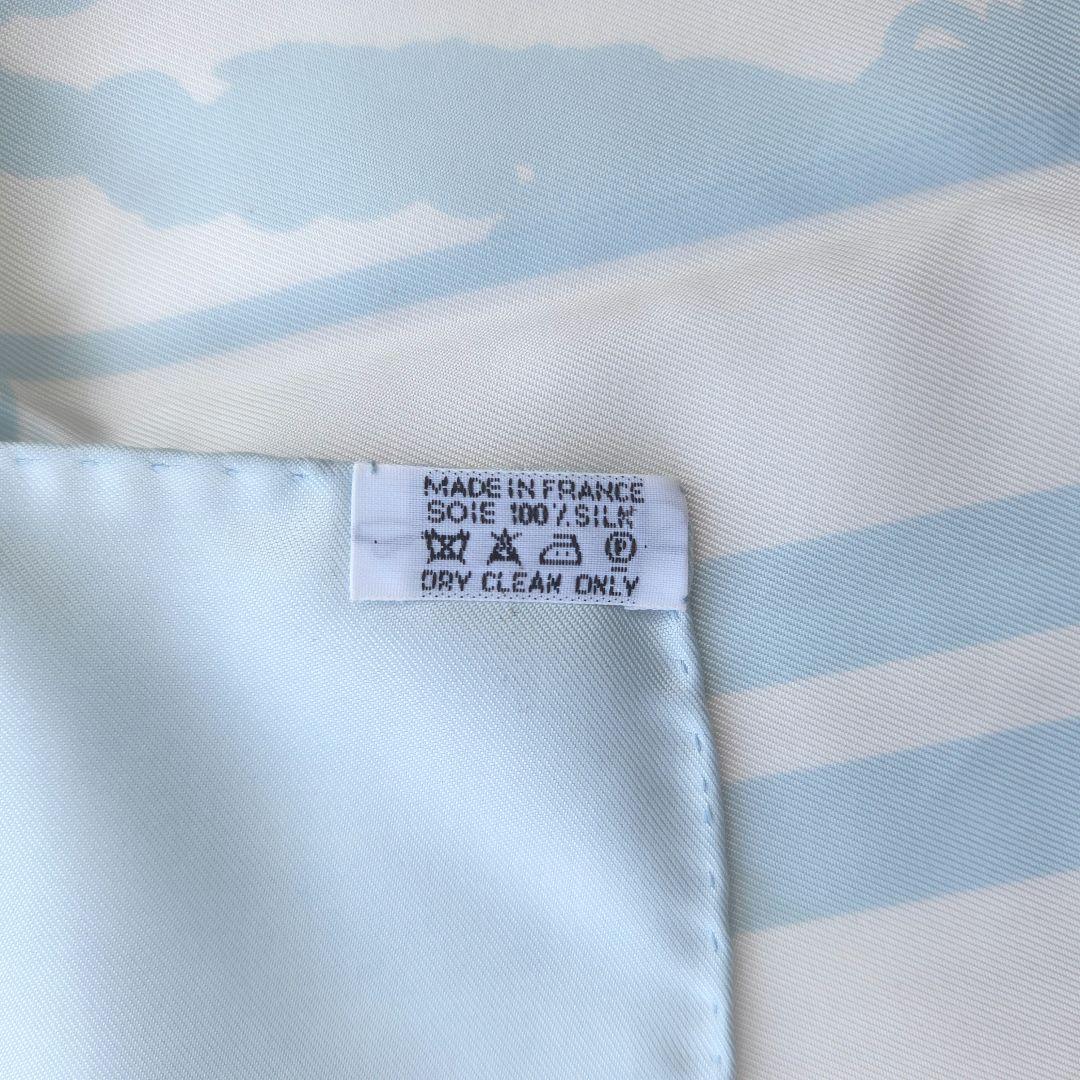 MADE IN FRANCE
SOIE 100% SILK
P
DRY CLEAN ONLY